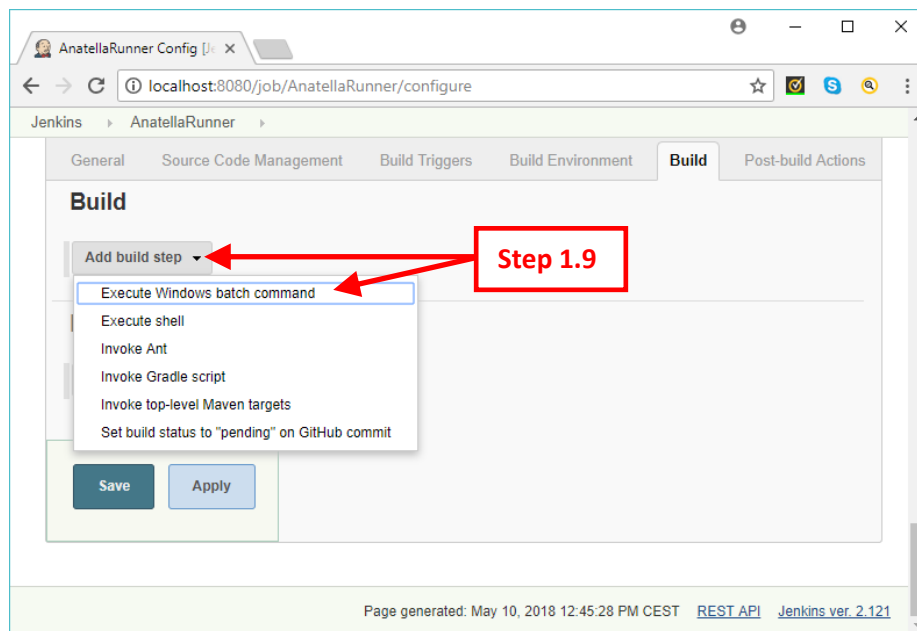 AnatellaRunner Config [Je
localhost:8080/job/AnatellaRunner/configure
Jenkins AnatellaRunner
General Source Code Management Build Triggers Build Environment Build Post-build Actions
Build
Add build step
Step 1.9
Execute Windows batch command
Execute shell
Invoke Ant
Invoke Gradle script
Invoke top-level Maven targets
Set build status to "pending" on GitHub commit
Save Apply
Page generated: May 10, 2018 12:45:28 PM CEST REST API Jenkins ver. 2.121